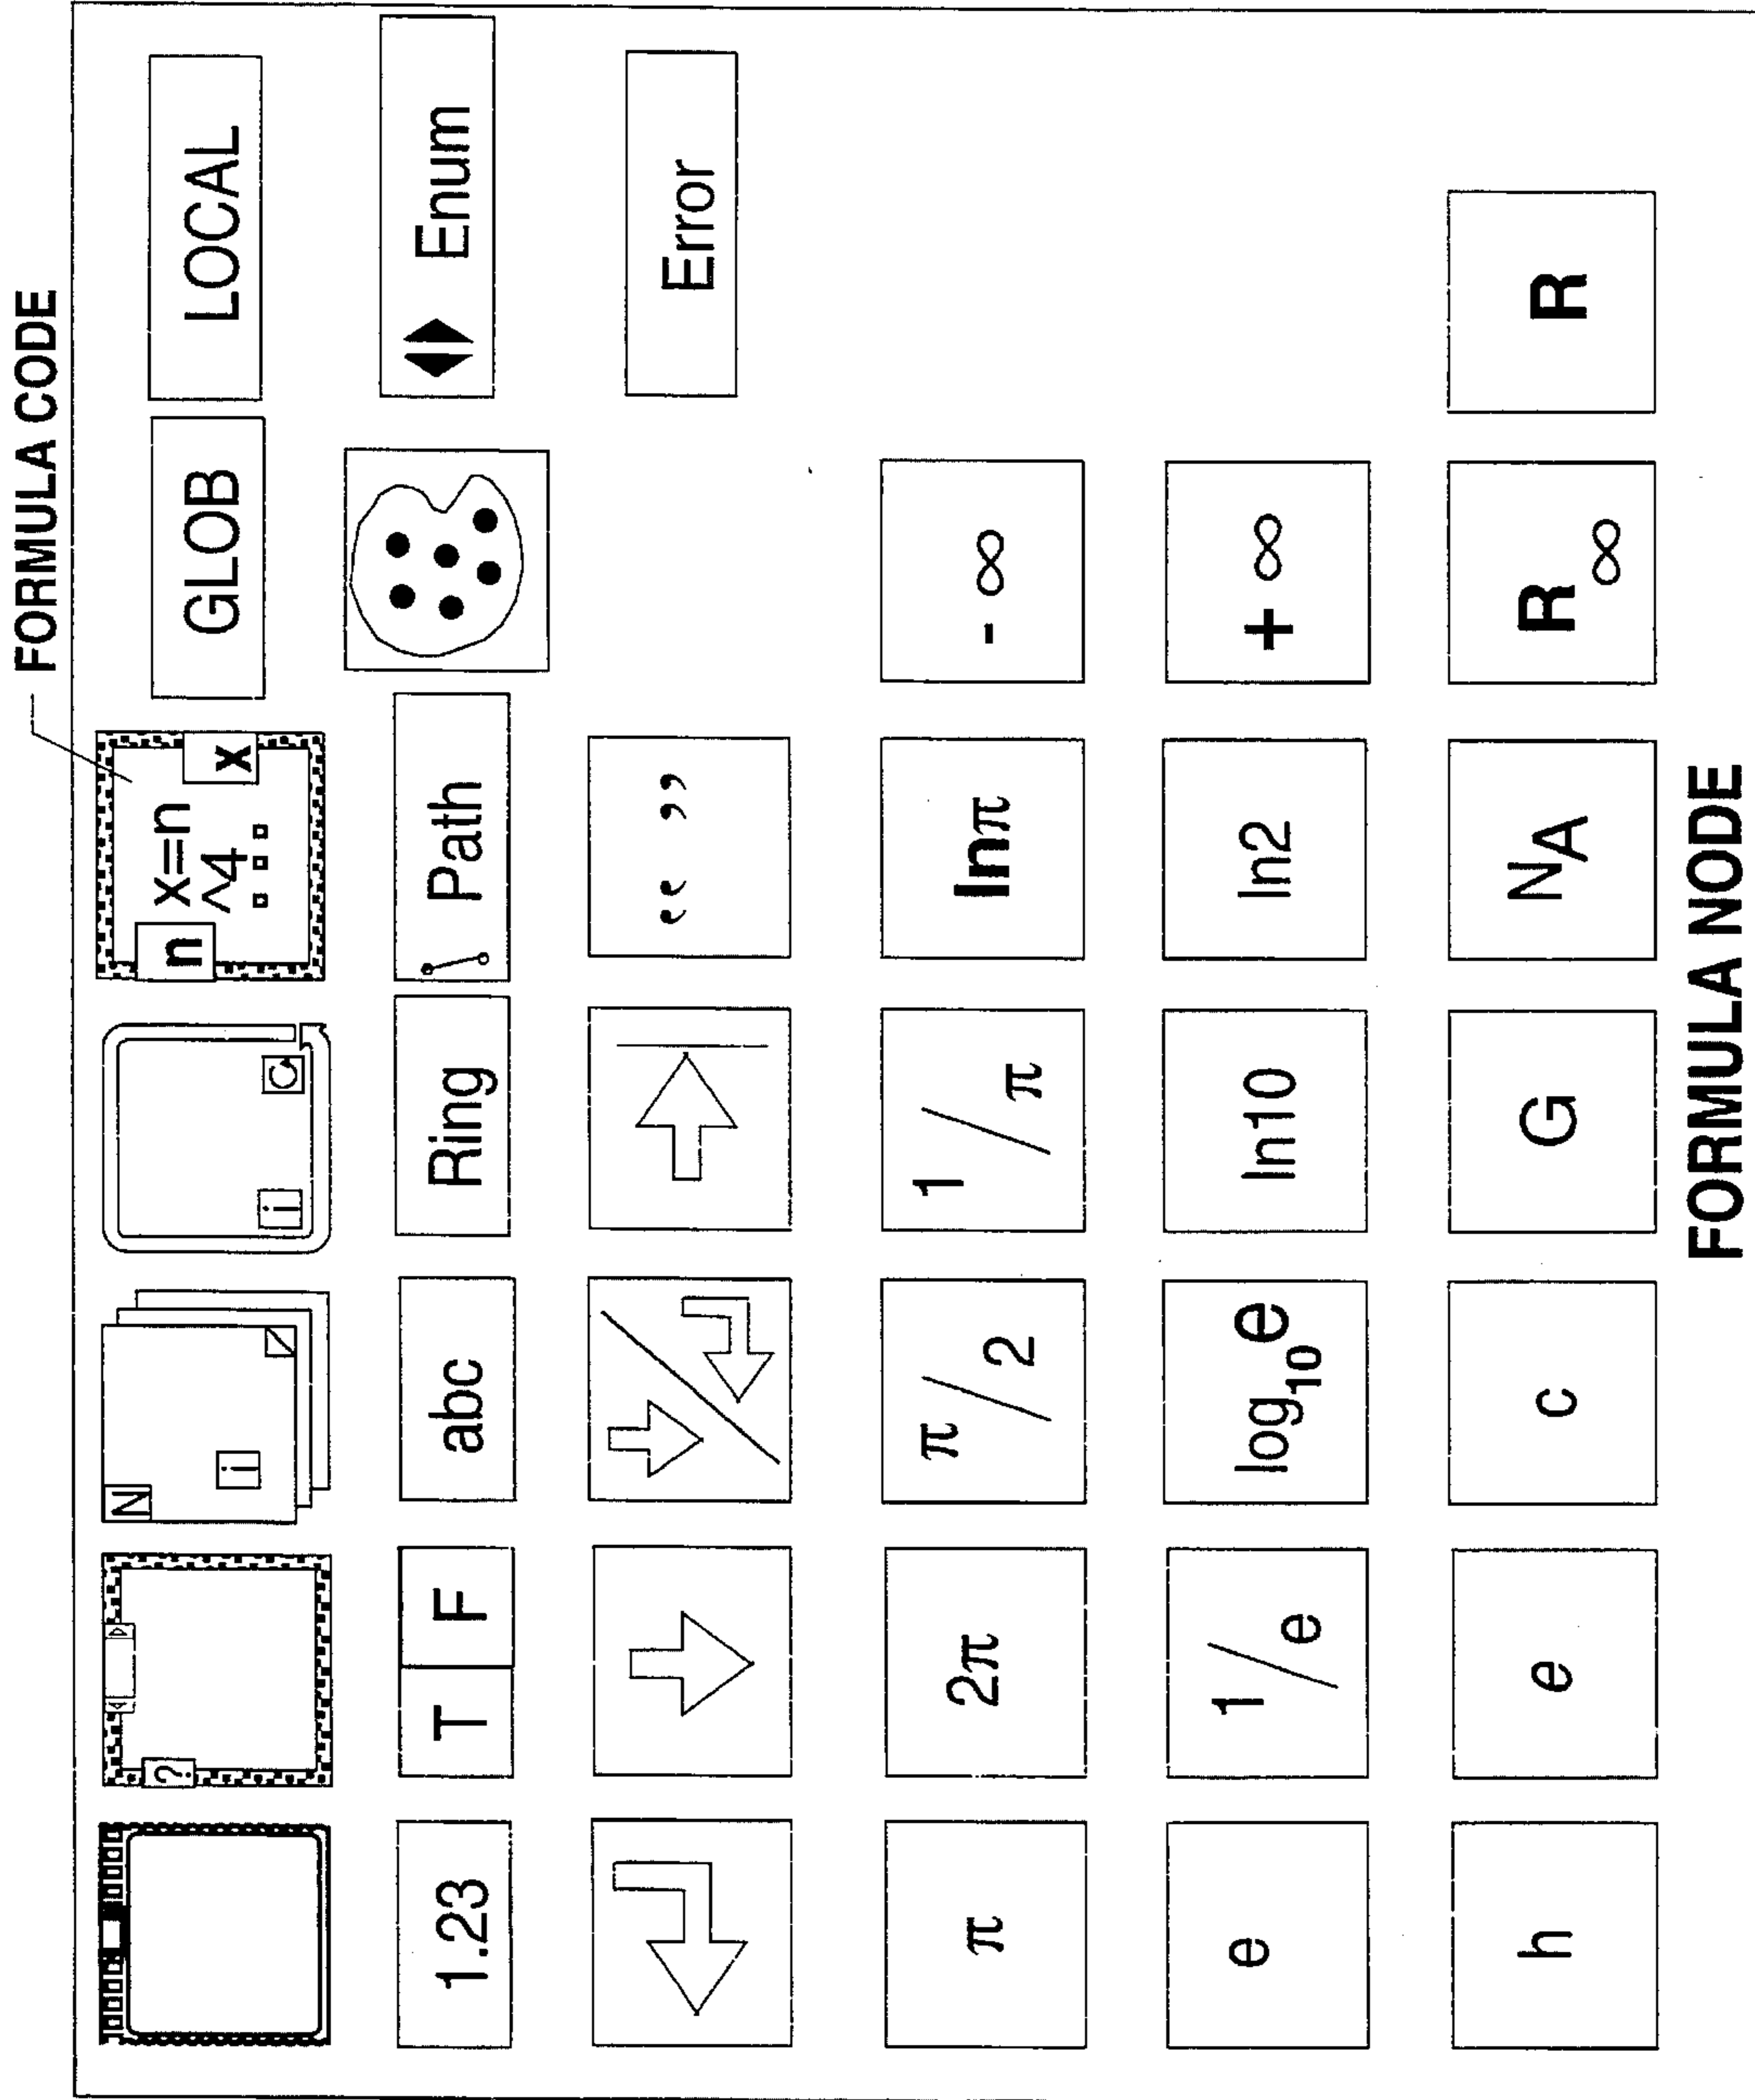 FORMULA CODE
? N i i n x=n ^4 x GLOB LOCAL
1.23 T F abc Ring Path Enum
“ ” Error
π 2π π/2 1/π lnπ - ∞
e 1/e log10e ln10 ln2 + ∞
h e c G NA R∞ R
FORMULA NODE